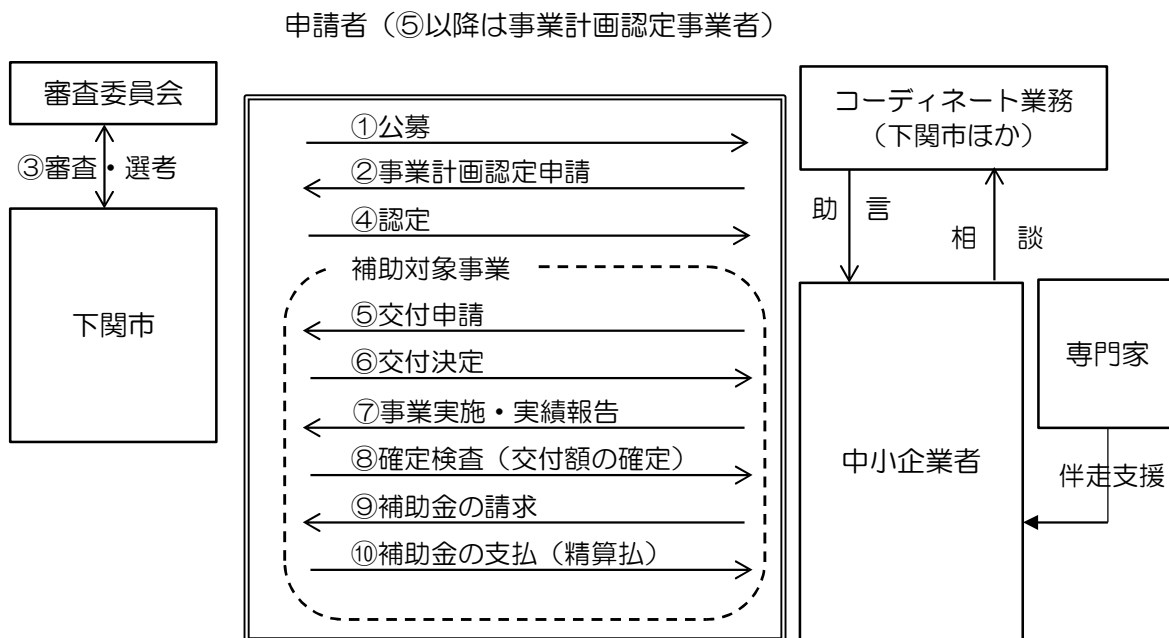 申請者（⑤以降は事業計画認定事業者）
審査委員会
③審査・選考
下関市
①公募
②事業計画認定申請
④認定
補助対象事業
⑤交付申請
⑥交付決定
⑦事業実施・実績報告
⑧確定検査（交付額の確定）
⑨補助金の請求
⑩補助金の支払（精算払）
コーディネート業務
（下関市ほか）
助言
相談
中小企業者
専門家
伴走支援